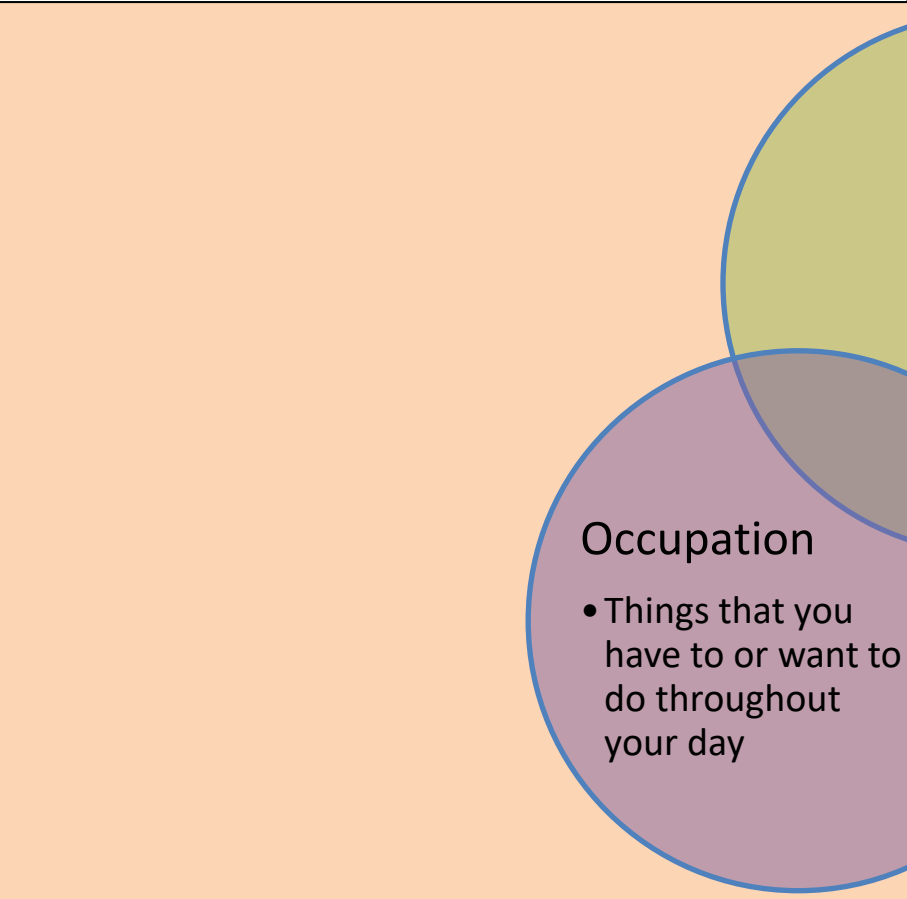 Occupation
•Things that you
have to or want to
do throughout
your day